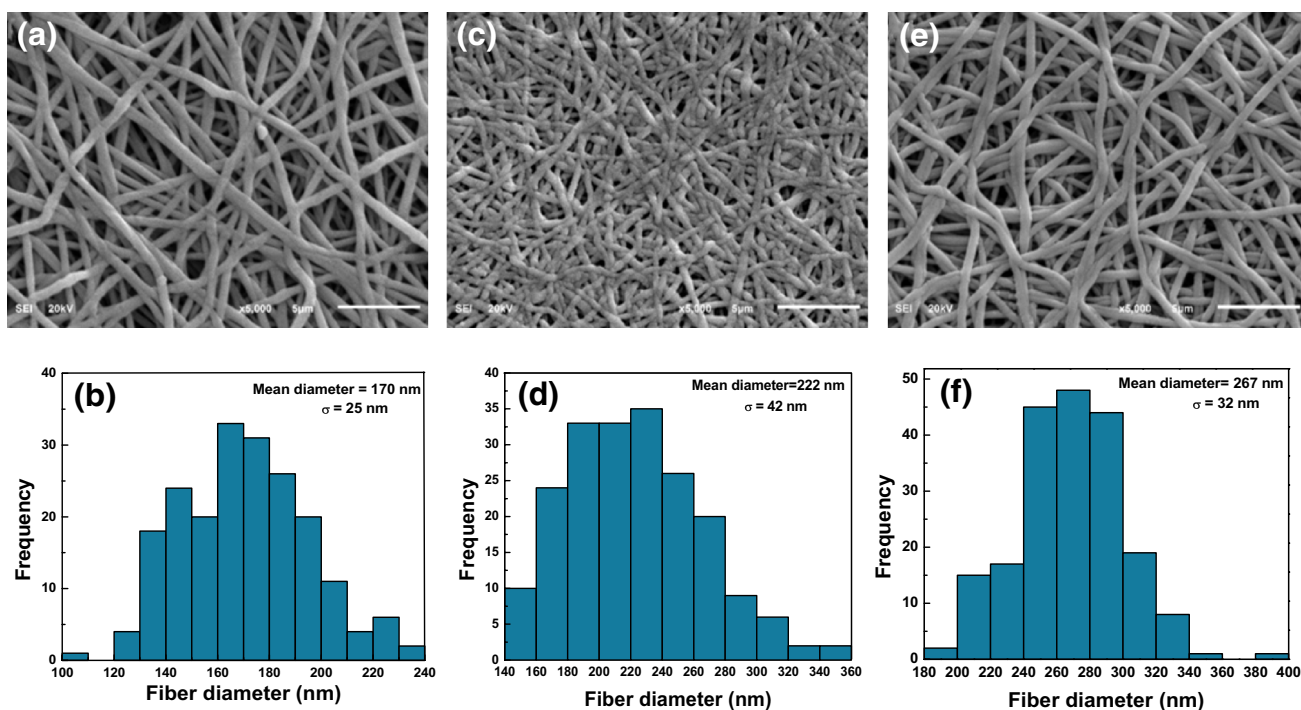 (a)
SEI 20kV x5,000 5µm
(c)
SEI 20kV x5,000 5µm
(e)
SEI 20kV x5,000 5µm
(b)
Mean diameter = 170 nm
σ = 25 nm
Frequency
40
30
20
10
0
100 120 140 160 180 200 220 240
Fiber diameter (nm)
(d)
Mean diameter=222 nm
σ = 42 nm
Frequency
40
35
30
25
20
15
10
5
0
140 160 180 200 220 240 260 280 300 320 340 360
Fiber diameter (nm)
(f)
Mean diameter= 267 nm
σ = 32 nm
Frequency
50
40
30
20
10
0
180 200 220 240 260 280 300 320 340 360 380 400
Fiber diameter (nm)